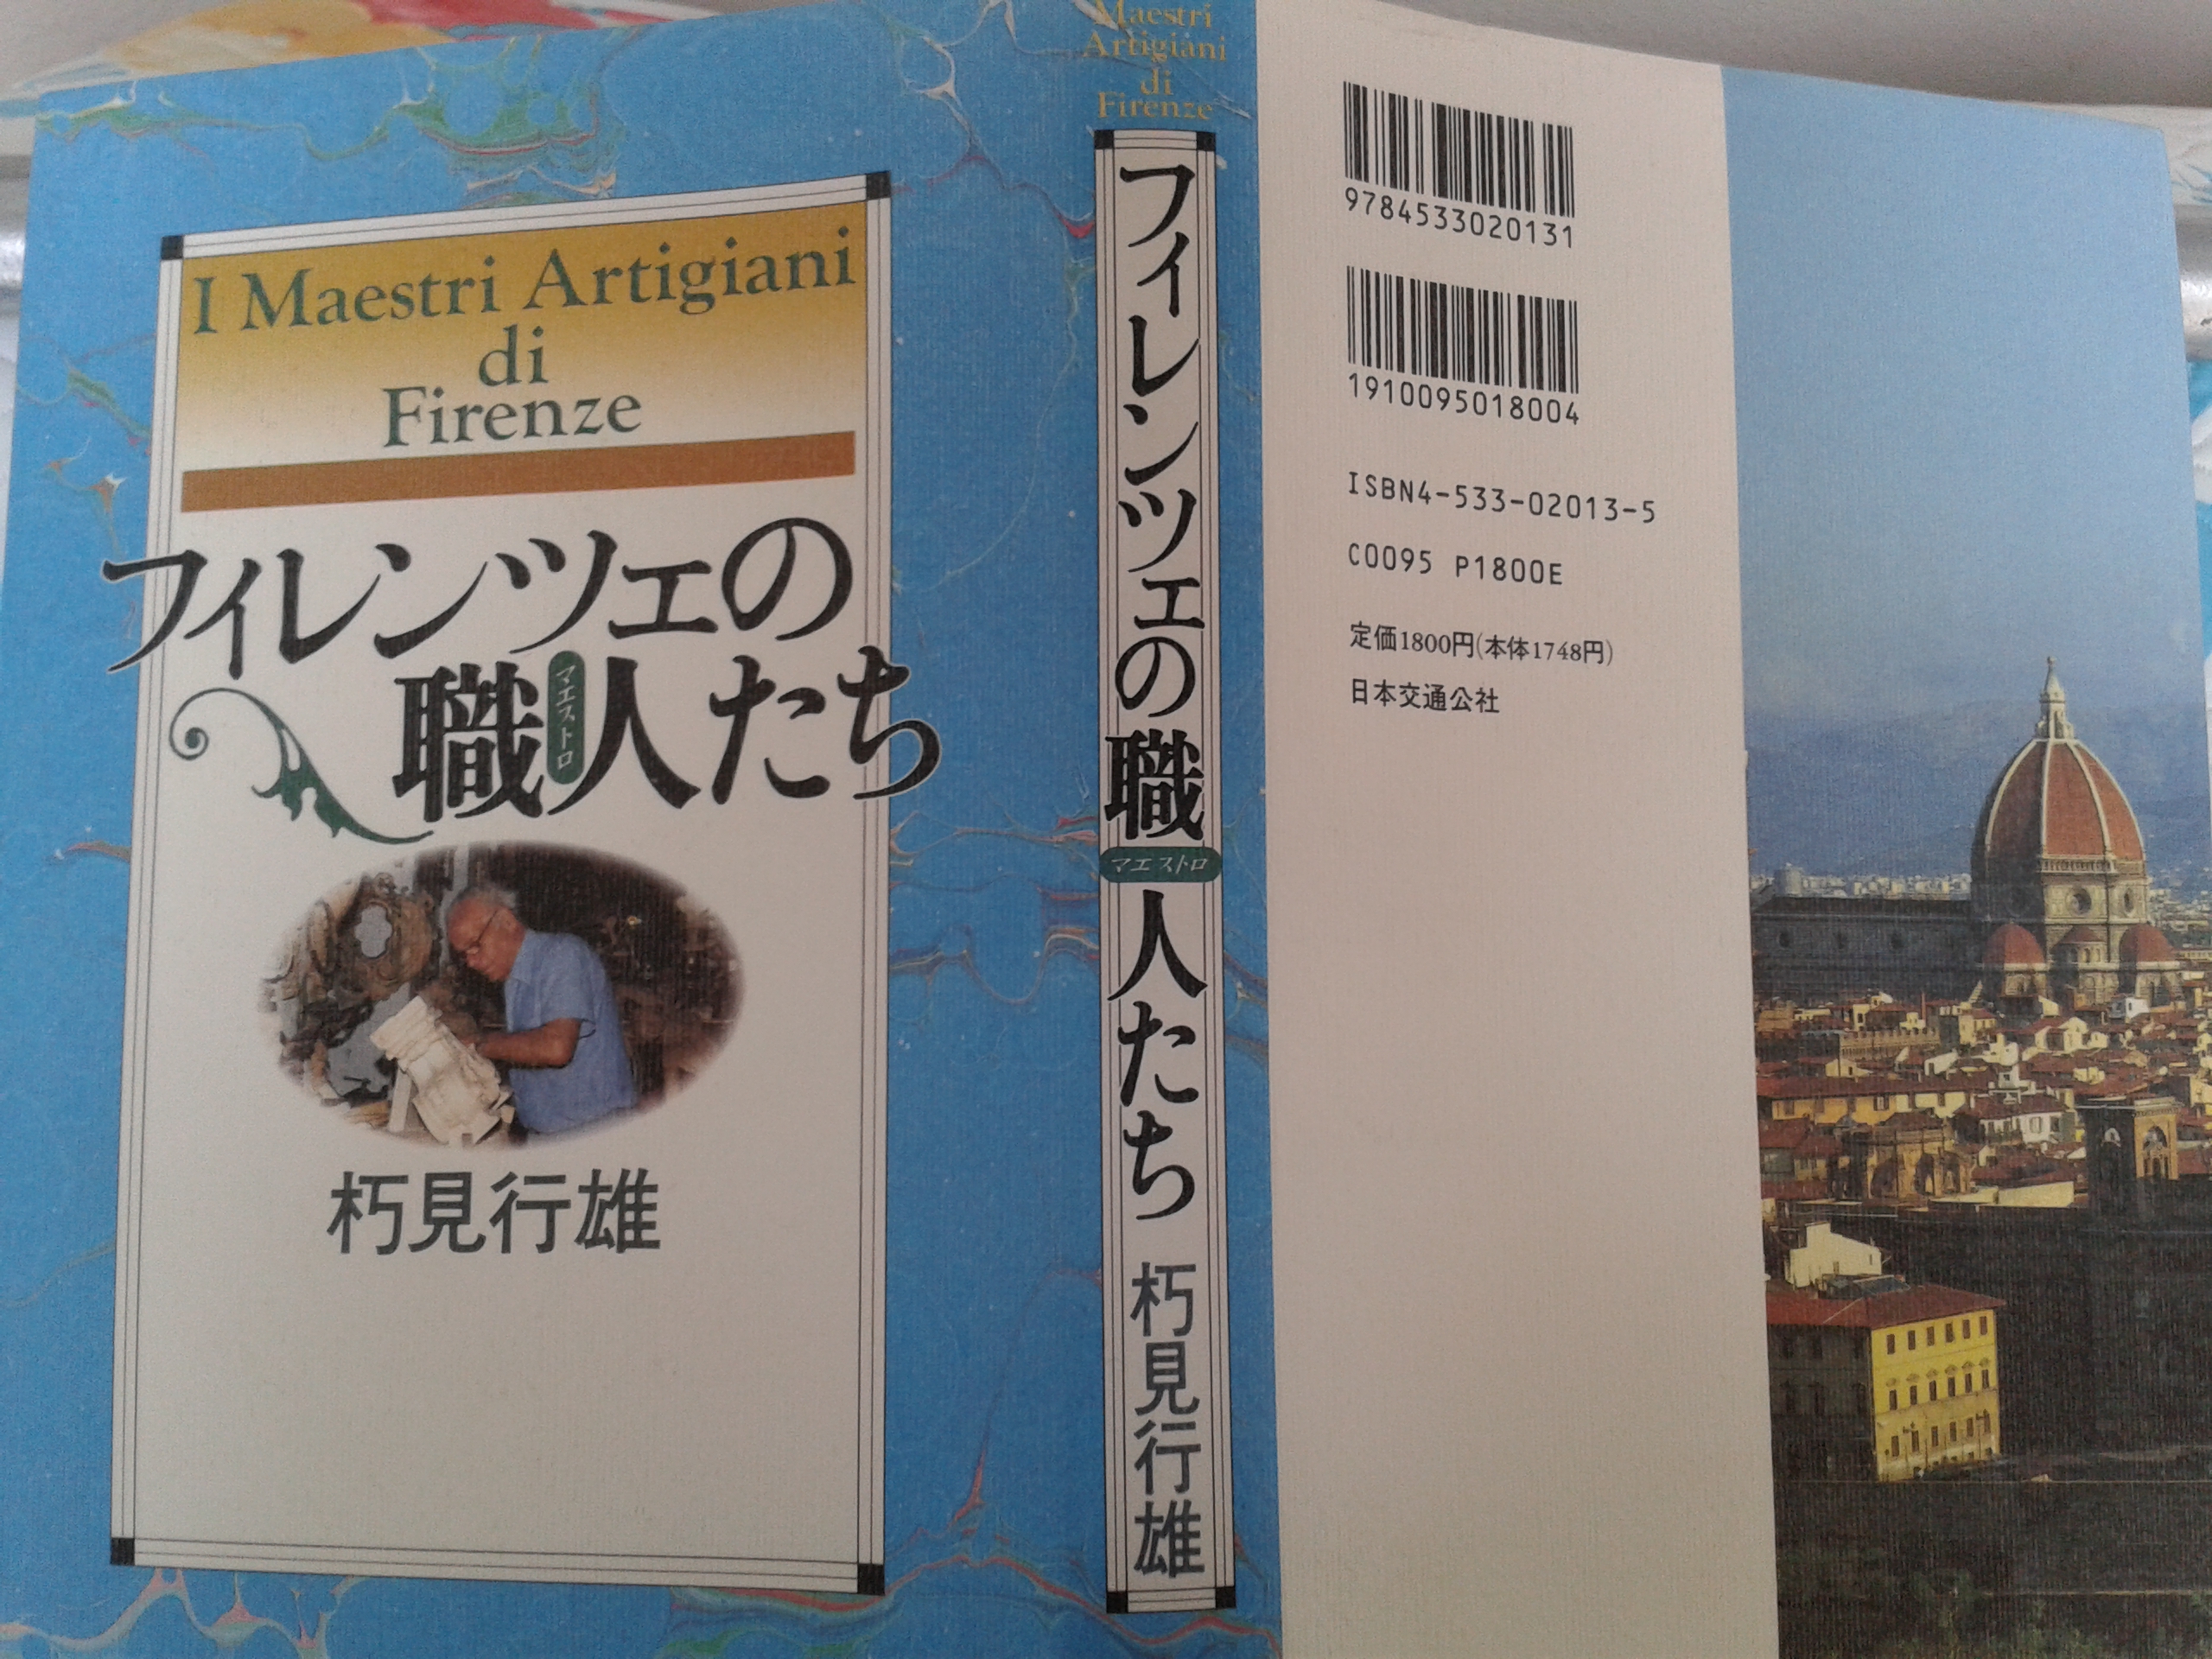 I Maestri Artigiani
di
Firenze
フィレンツェの
職人たち
マエストロ
朽見行雄
Maestri
Artigiani
di
Firenze
フィレンツェの職人たち
マエストロ
朽見行雄
9784533020131
1910095018004
ISBN4-533-02013-5
C0095 P1800E
定価1800円(本体1748円)
日本交通公社